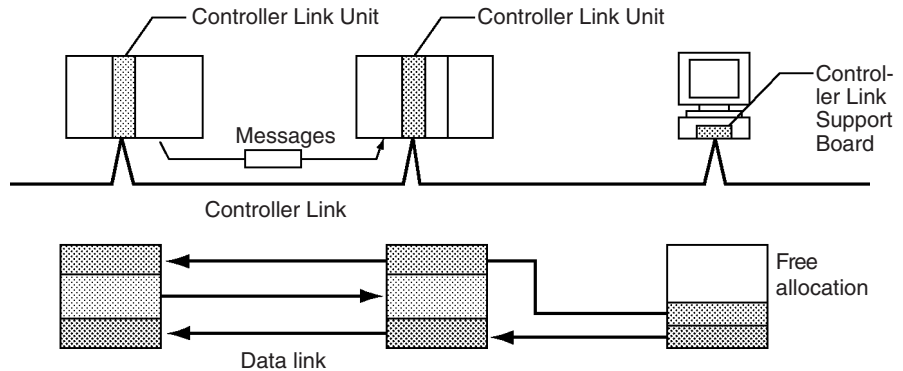 Controller Link Unit
Controller Link Unit
Control-
ler Link
Support
Board
Messages
Controller Link
Free
allocation
Data link